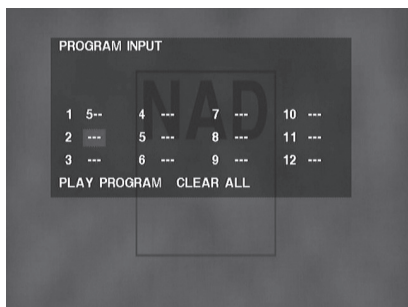 PROGRAM INPUT
NAD
1 5-- 4 --- 7 --- 10 ---
2 --- 5 --- 8 --- 11 ---
3 --- 6 --- 9 --- 12 ---
PLAY PROGRAM CLEAR ALL